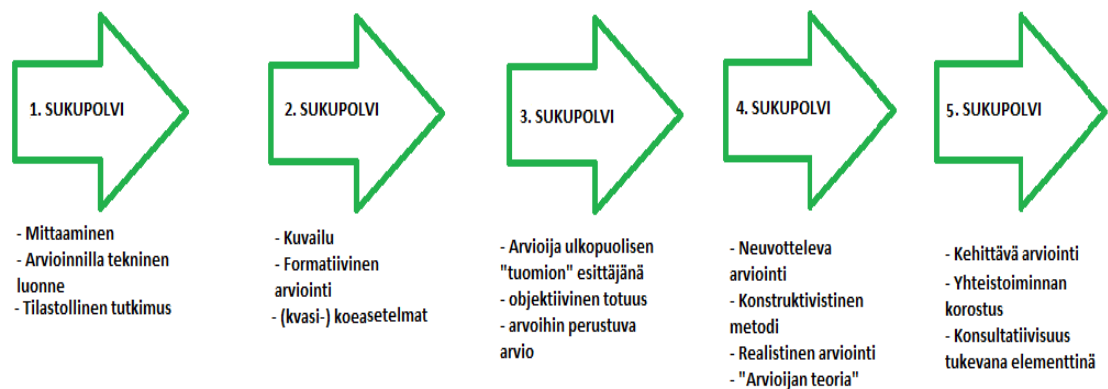 1. SUKUPOLVI
- Mittaaminen
- Arvioinnilla tekninen
luonne
- Tilastollinen tutkimus
2. SUKUPOLVI
- Kuvailu
- Formatiivinen
arviointi
- (kvasi-) koeasetelmat
3. SUKUPOLVI
- Arvioija ulkopuolisen
"tuomion" esittäjänä
- objektiivinen totuus
- arvoihin perustuva
arvio
4. SUKUPOLVI
- Neuvotteleva
arviointi
- Konstruktivistinen
metodi
- Realistinen arviointi
- "Arvioijan teoria"
5. SUKUPOLVI
- Kehittävä arviointi
- Yhteistoiminnan
korostus
- Konsultatiivisuus
tukevana elementtinä